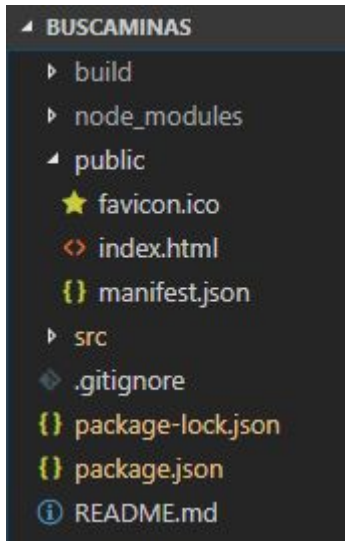 BUSCAMINAS
build
node_modules
public
favicon.ico
index.html
manifest.json
src
.gitignore
package-lock.json
package.json
README.md